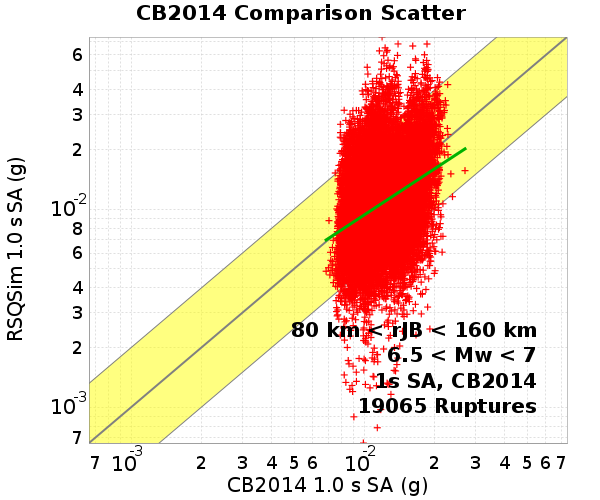 CB2014 Comparison Scatter
RSQSim 1.0 s SA (g)
6
4
3
2
10-2
8
6
4
3
2
10-3
7
80 km < rJB < 160 km
6.5 < Mw < 7
1s SA, CB2014
19065 Ruptures
7 10-3 2 3 4 5 6 10-2 2 3 4 5 6 7
CB2014 1.0 s SA (g)